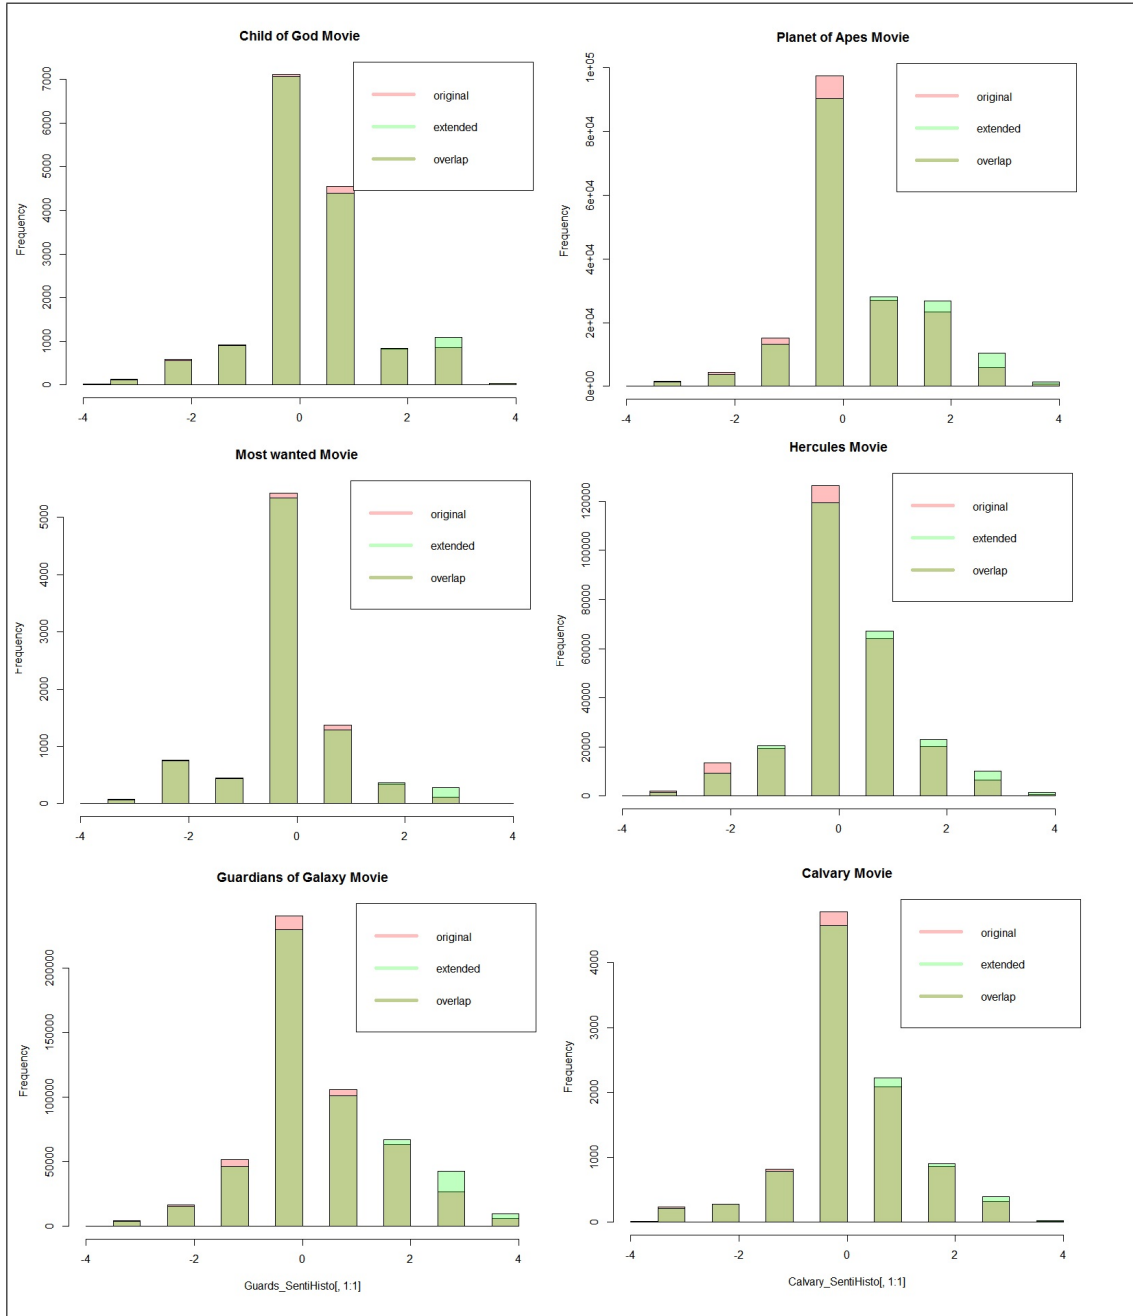 Child of God Movie
Frequency
7000
6000
5000
4000
3000
2000
1000
0
original
extended
overlap
-4
-2
0
2
4
Planet of Apes Movie
Frequency
1e+05
8e+04
6e+04
4e+04
2e+04
0e+00
original
extended
overlap
-4
-2
0
2
4
Most wanted Movie
Frequency
5000
4000
3000
2000
1000
0
original
extended
overlap
-4
-2
0
2
4
Hercules Movie
Frequency
120000
100000
80000
60000
40000
20000
0
original
extended
overlap
-4
-2
0
2
4
Guardians of Galaxy Movie
Frequency
200000
150000
100000
50000
0
original
extended
overlap
-4
-2
0
2
4
Guards_SentiHisto[, 1:1]
Calvary Movie
Frequency
4000
3000
2000
1000
0
original
extended
overlap
-4
-2
0
2
4
Calvary_SentiHisto[, 1:1]